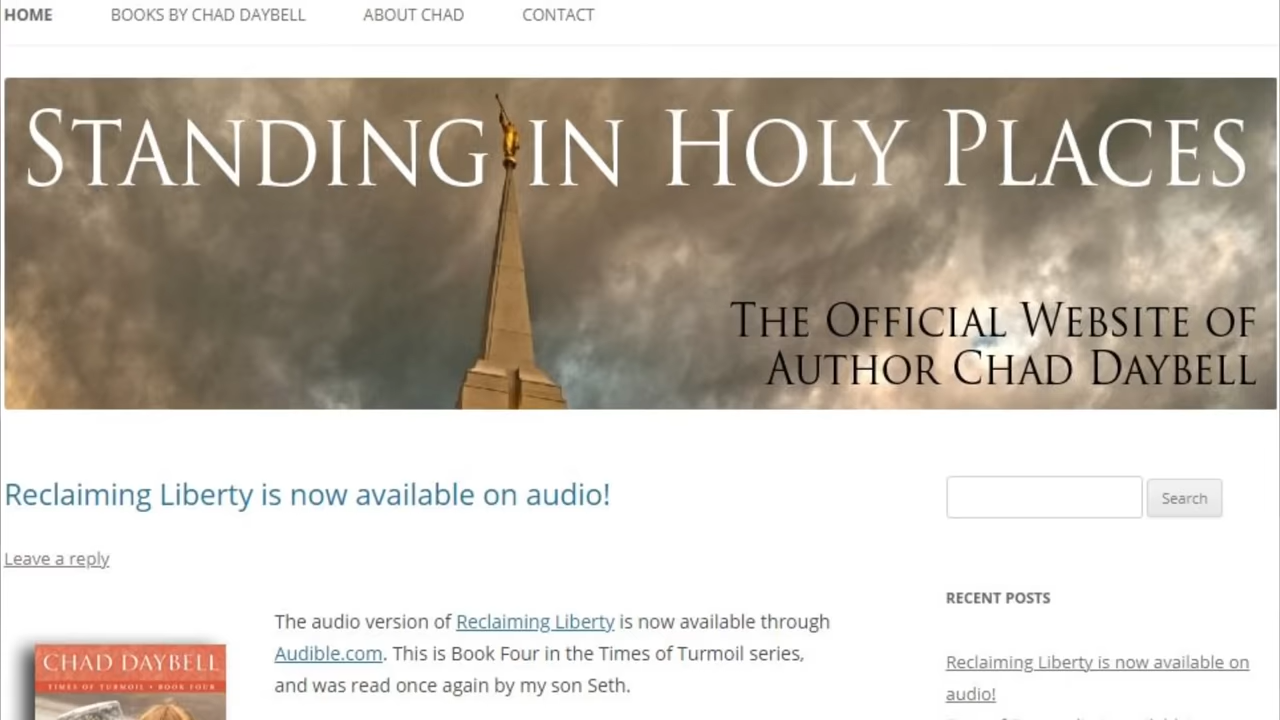 HOME BOOKS BY CHAD DAYBELL ABOUT CHAD CONTACT
STANDING IN HOLY PLACES
THE OFFICIAL WEBSITE OF
AUTHOR CHAD DAYBELL
Reclaiming Liberty is now available on audio!
Search
Leave a reply
RECENT POSTS
The audio version of Reclaiming Liberty is now available through
Audible.com. This is Book Four in the Times of Turmoil series,
and was read once again by my son Seth.
CHAD DAYBELL
TIMES OF TURMOIL • BOOK FOUR
Reclaiming Liberty is now available on
audio!